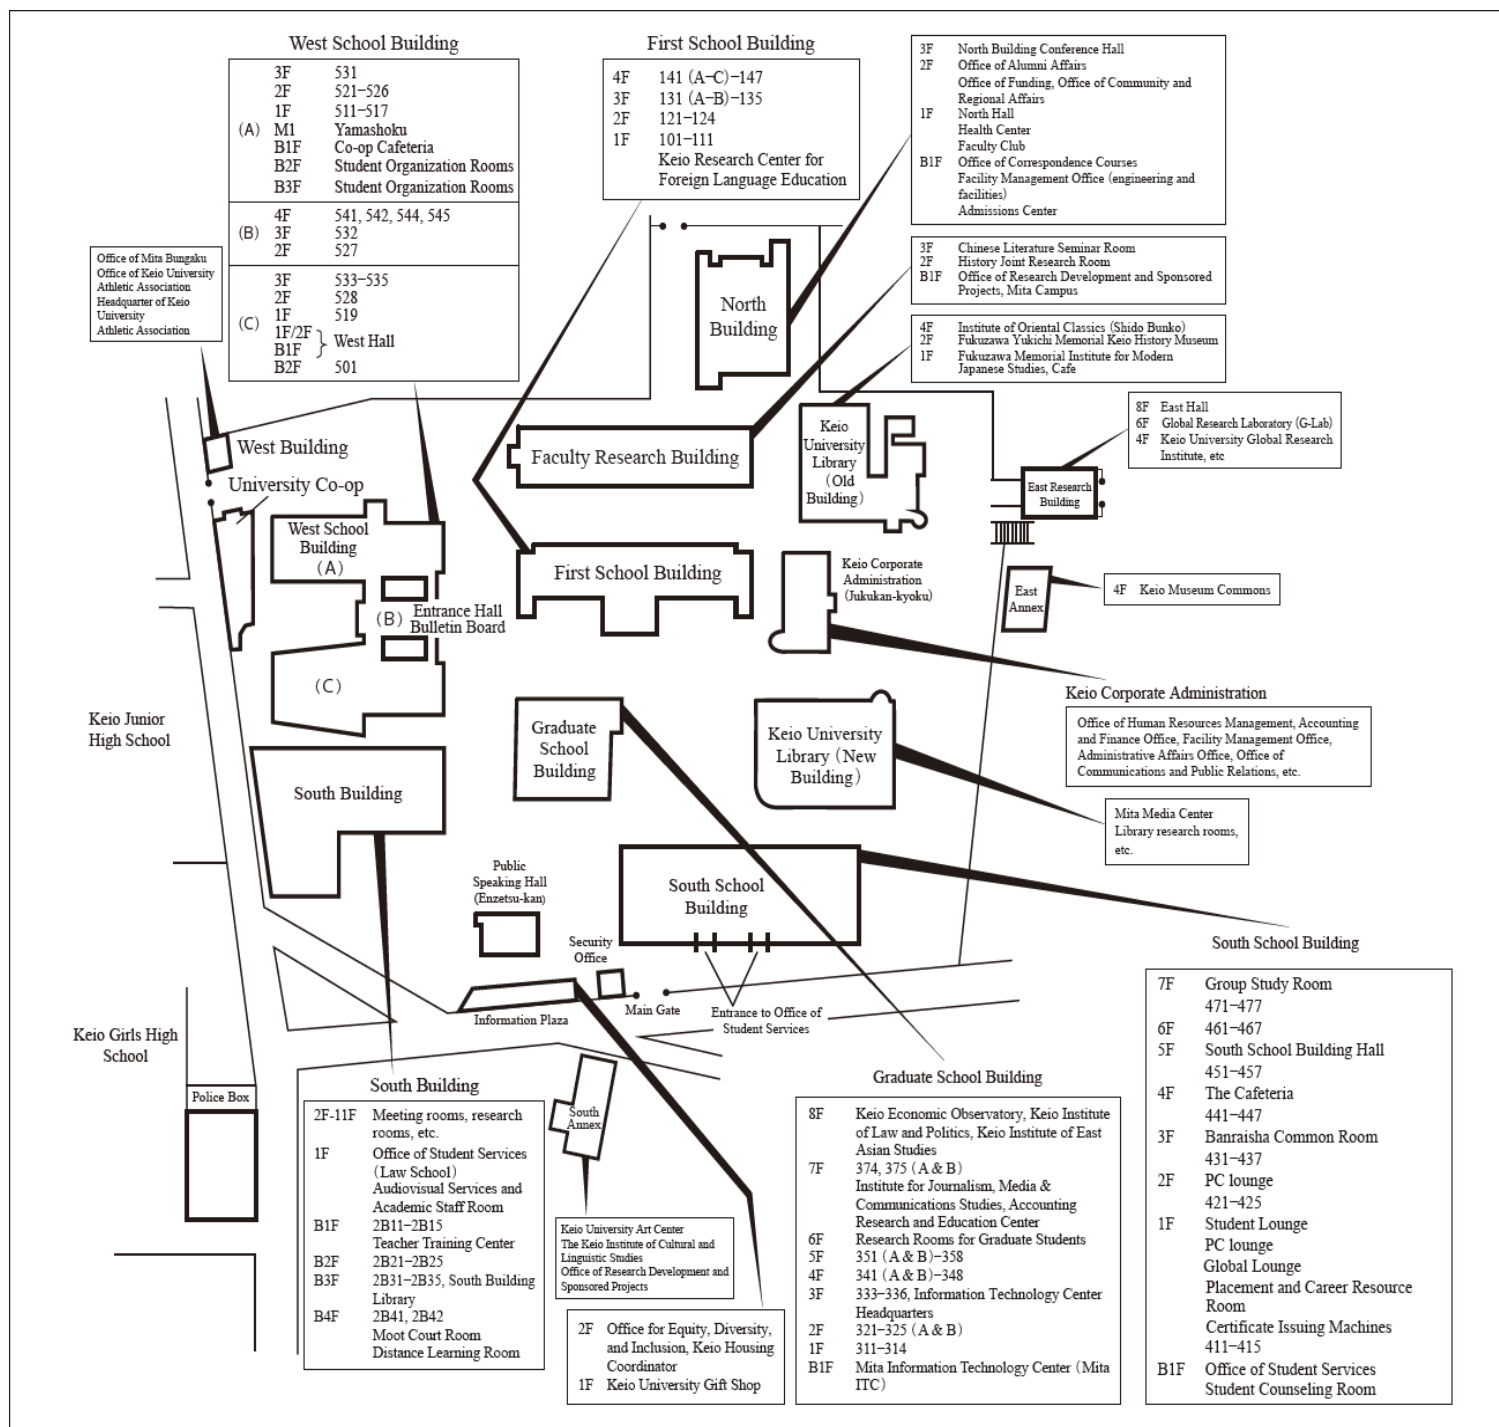 West School Building
(A)
3F 531
2F 521-526
1F 511-517
M1 Yamashoku
B1F Co-op Cafeteria
B2F Student Organization Rooms
B3F Student Organization Rooms
(B)
4F 541, 542, 544, 545
3F 532
2F 527
(C)
3F 533-535
2F 528
1F 519
1F/2F
B1F } West Hall
B2F 501
First School Building
4F 141 (A-C)-147
3F 131 (A-B)-135
2F 121-124
1F 101-111
Keio Research Center for
Foreign Language Education
3F North Building Conference Hall
2F Office of Alumni Affairs
Office of Funding, Office of Community and
Regional Affairs
1F North Hall
Health Center
Faculty Club
B1F Office of Correspondence Courses
Facility Management Office (engineering and
facilities)
Admissions Center
3F Chinese Literature Seminar Room
2F History Joint Research Room
B1F Office of Research Development and Sponsored
Projects, Mita Campus
4F Institute of Oriental Classics (Shido Bunko)
2F Fukuzawa Yukichi Memorial Keio History Museum
1F Fukuzawa Memorial Institute for Modern
Japanese Studies, Cafe
8F East Hall
6F Global Research Laboratory (G-Lab)
4F Keio University Global Research
Institute, etc
Office of Mita Bungaku
Office of Keio University
Athletic Association
Headquarter of Keio
University
Athletic Association
North
Building
West Building
University Co-op
Faculty Research Building
Keio
University
Library
(Old
Building)
East Research
Building
West School
Building
(A)
First School Building
Keio Corporate
Administration
(Jukukan-kyoku)
East
Annex
4F Keio Museum Commons
(B)
Entrance Hall
Bulletin Board
(C)
Keio Corporate Administration
Office of Human Resources Management, Accounting
and Finance Office, Facility Management Office,
Administrative Affairs Office, Office of
Communications and Public Relations, etc.
Keio Junior
High School
Graduate
School
Building
Keio University
Library (New
Building)
South Building
Mita Media Center
Library research rooms,
etc.
Public
Speaking Hall
(Enzetsu-kan)
South School
Building
Security
Office
Information Plaza
Main Gate
Entrance to Office of
Student Services
Keio Girls High
School
Police Box
South
Annex
South Building
2F-11F Meeting rooms, research
rooms, etc.
1F Office of Student Services
(Law School)
Audiovisual Services and
Academic Staff Room
B1F 2B11-2B15
Teacher Training Center
B2F 2B21-2B25
B3F 2B31-2B35, South Building
Library
B4F 2B41, 2B42
Moot Court Room
Distance Learning Room
Keio University Art Center
The Keio Institute of Cultural and
Linguistic Studies
Office of Research Development and
Sponsored Projects
2F Office for Equity, Diversity,
and Inclusion, Keio Housing
Coordinator
1F Keio University Gift Shop
Graduate School Building
8F Keio Economic Observatory, Keio Institute
of Law and Politics, Keio Institute of East
Asian Studies
7F 374, 375 (A & B)
Institute for Journalism, Media &
Communications Studies, Accounting
Research and Education Center
6F Research Rooms for Graduate Students
5F 351 (A & B)-358
4F 341 (A & B)-348
3F 333-336, Information Technology Center
Headquarters
2F 321-325 (A & B)
1F 311-314
B1F Mita Information Technology Center (Mita
ITC)
South School Building
7F Group Study Room
471-477
6F 461-467
5F South School Building Hall
451-457
4F The Cafeteria
441-447
3F Banraisha Common Room
431-437
2F PC lounge
421-425
1F Student Lounge
PC lounge
Global Lounge
Placement and Career Resource
Room
Certificate Issuing Machines
411-415
B1F Office of Student Services
Student Counseling Room